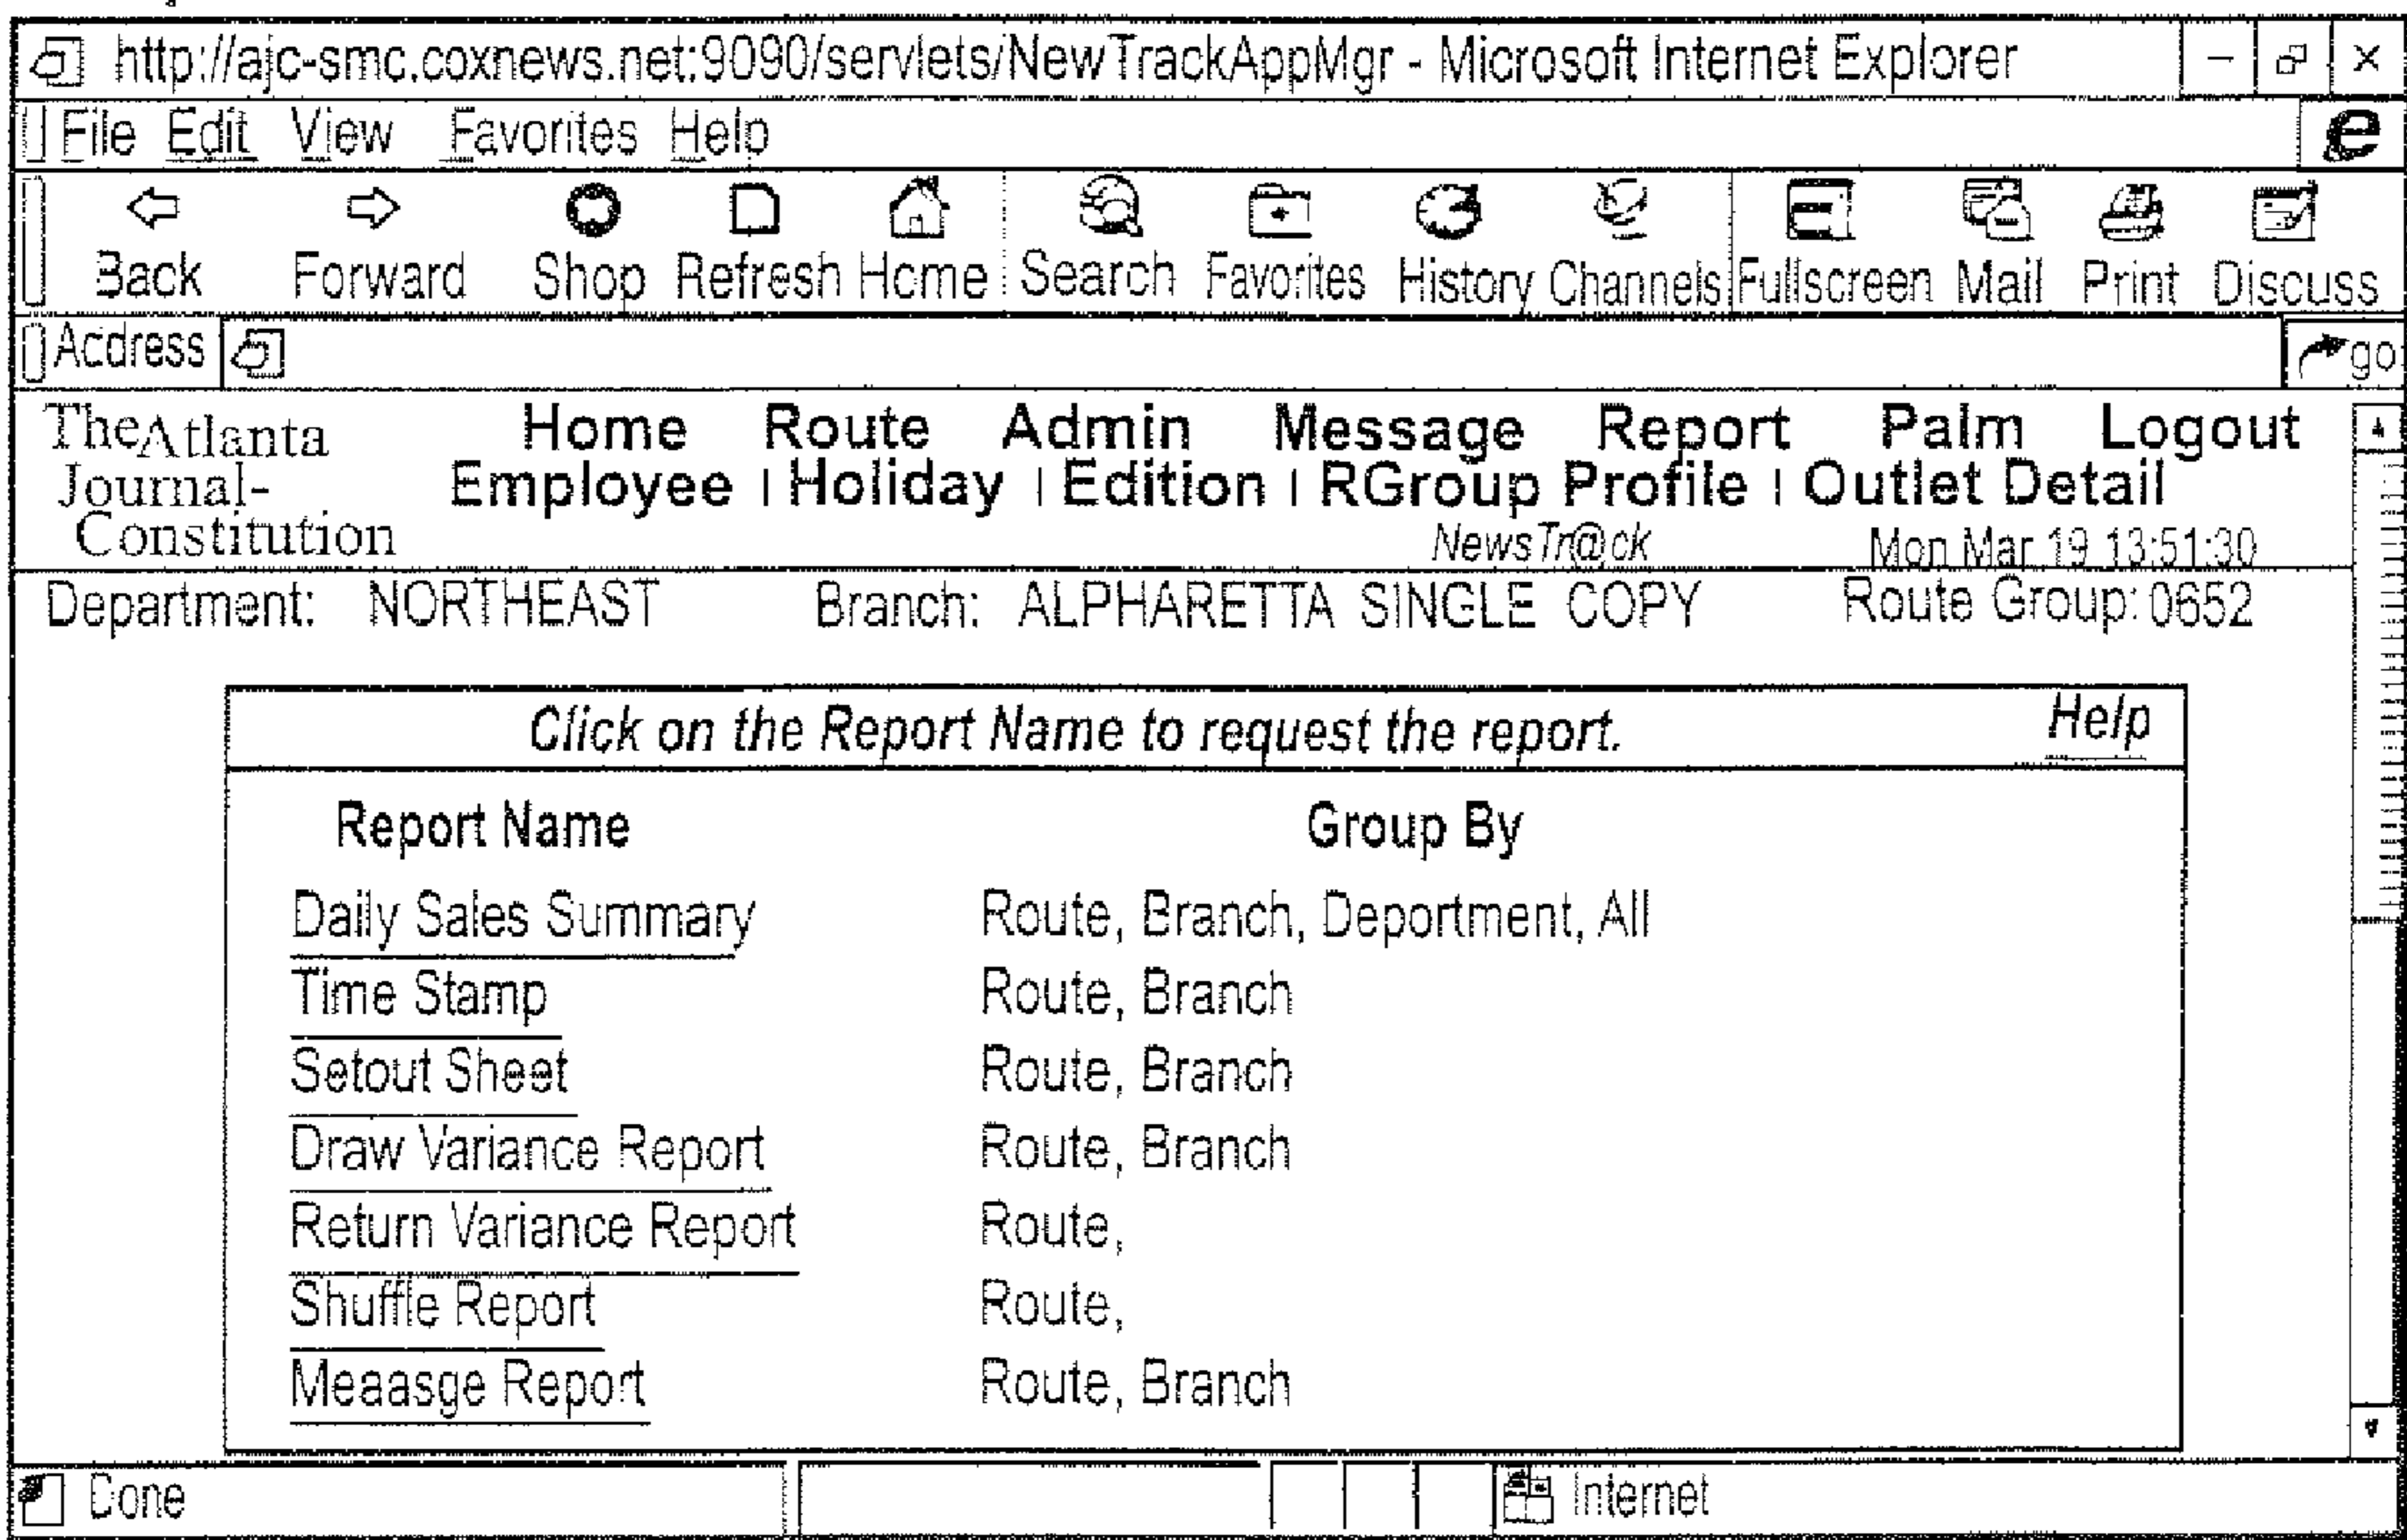 http://ajc-smc.coxnews.net:9090/servlets/NewTrackAppMgr - Microsoft Internet Explorer
File Edit View Favorites Help
Back Forward Shop Refresh Home Search Favorites History Channels Fullscreen Mail Print Discuss
Address go
The Atlanta
Journal-
Constitution
Home Route Admin Message Report Palm Logout
Employee | Holiday | Edition | RGroup Profile | Outlet Detail
NewsTr@ck Mon Mar 19 13:51:30
Department: NORTHEAST Branch: ALPHARETTA SINGLE COPY Route Group: 0652
Click on the Report Name to request the report. Help
Report Name Group By
Daily Sales Summary Route, Branch, Deportment, All
Time Stamp Route, Branch
Setout Sheet Route, Branch
Draw Variance Report Route, Branch
Return Variance Report Route,
Shuffle Report Route,
Meaasge Report Route, Branch
Done Internet